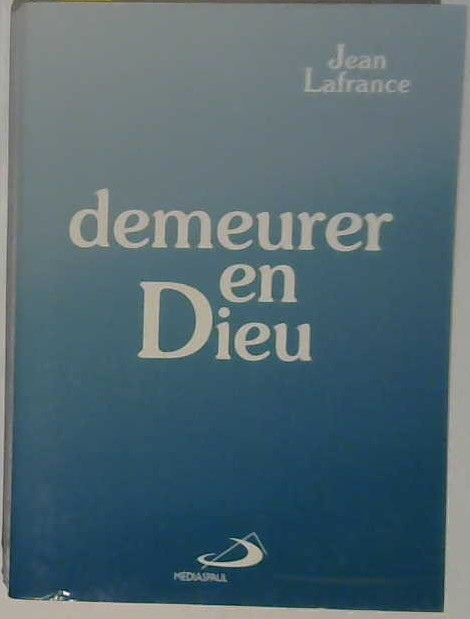 Jean
Lafrance
demeurer
en
Dieu
MEDIASPAUL